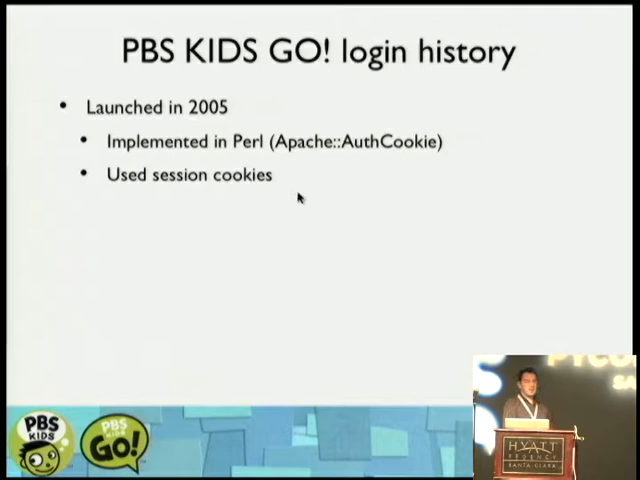 PBS KIDS GO! login history
• Launched in 2005
• Implemented in Perl (Apache::AuthCookie)
• Used session cookies
PBS
KIDS
PBS
KIDS
GO!
HYATT
REGENCY
SANTA CLARA